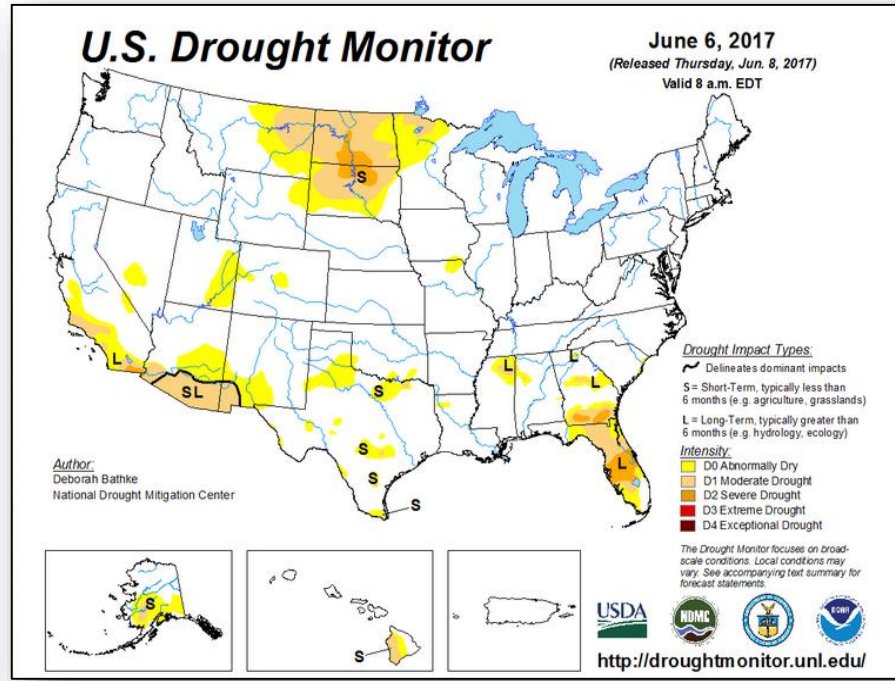 U.S. Drought Monitor
June 6, 2017
(Released Thursday, Jun. 8, 2017)
Valid 8 a.m. EDT
S
L
S L
S
S
S
S
L
L
L
L
Drought Impact Types:
Delineates dominant impacts
S = Short-Term, typically less than
6 months (e.g. agriculture, grasslands)
L = Long-Term, typically greater than
6 months (e.g. hydrology, ecology)
Intensity:
D0 Abnormally Dry
D1 Moderate Drought
D2 Severe Drought
D3 Extreme Drought
D4 Exceptional Drought
Author:
Deborah Bathke
National Drought Mitigation Center
S
S
The Drought Monitor focuses on broad-
scale conditions. Local conditions may
vary. See accompanying text summary for
forecast statements.
USDA
NDMC
NOAA
http://droughtmonitor.unl.edu/